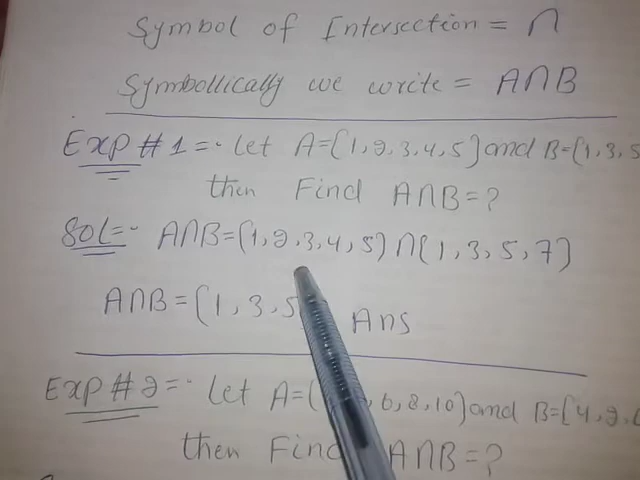 Symbol of Intersection = ∩
Symbollically we write = A∩B
Exp # 1 =. Let A={1,2,3,4,5} and B={1,3,5
then Find A∩B=?
Sol=. A∩B={1,2,3,4,5}∩{1,3,5,7}
A∩B={1,3,5 Ans
Exp # 2 =. Let A={ ,6,8,10} and B={4,2,6
then Find A∩B=?